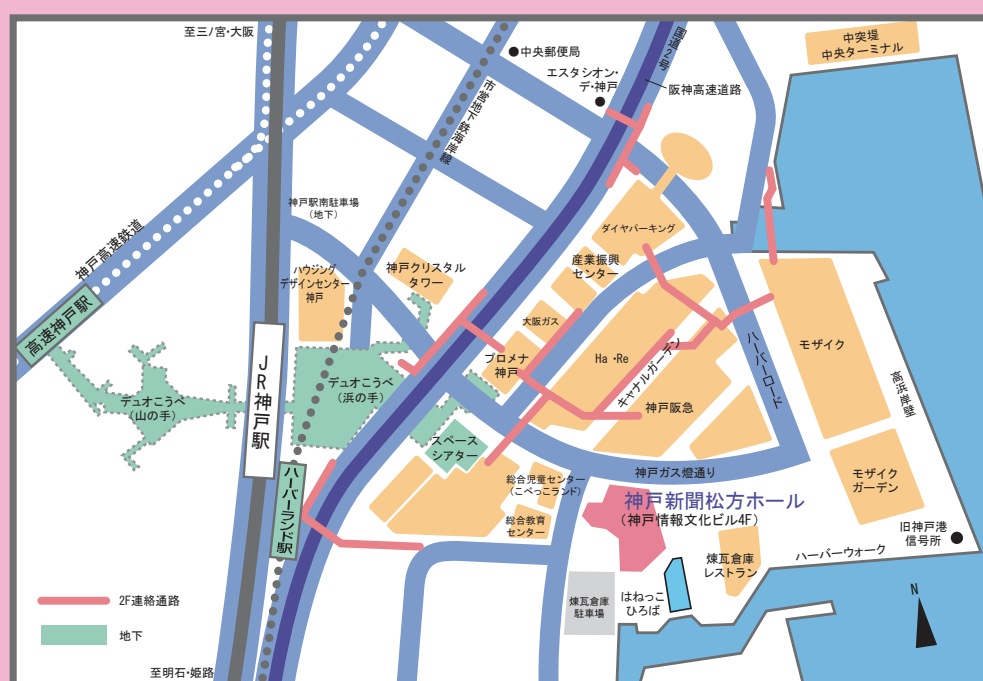 至三ノ宮・大阪
中央郵便局
国道2号
中突堤
中央ターミナル
エスタシオン・
デ・神戸
阪神高速道路
市営地下鉄海岸線
神戸高速鉄道
神戸駅南駐車場
(地下)
ダイヤパーキング
産業振興
センター
ハウジング
デザインセンター
神戸
神戸クリスタル
タワー
高速神戸駅
大阪ガス
Ha・Re
モザイク
JR神戸駅
プロメナ
神戸
キャナルガーデン
ハーバーロード
デュオこうべ
(山の手)
デュオこうべ
(浜の手)
神戸阪急
高浜岸壁
スペース
シアター
神戸ガス燈通り
モザイク
ガーデン
ハーバーランド駅
総合児童センター
(こべっこランド)
神戸新聞松方ホール
(神戸情報文化ビル4F)
総合教育
センター
旧神戸港
信号所
ハーバーウォーク
煉瓦倉庫
レストラン
煉瓦倉庫
駐車場
はねっこ
ひろば
N
2F連絡通路
地下
至明石・姫路